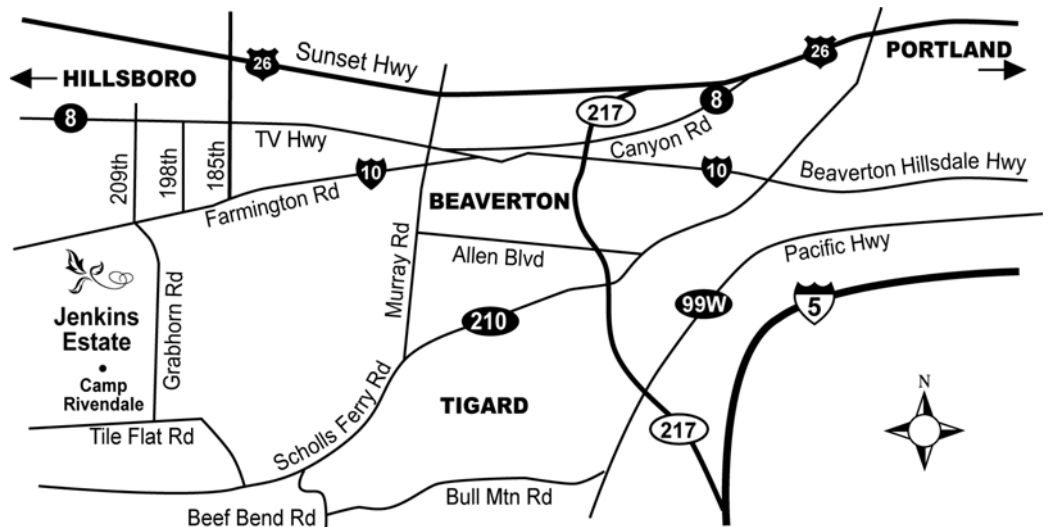 26
Sunset Hwy
26
PORTLAND
HILLSBORO
8
TV Hwy
217
8
Canyon Rd
209th
198th
185th
10
10
Beaverton Hillsdale Hwy
Farmington Rd
BEAVERTON
Murray Rd
Allen Blvd
Pacific Hwy
Jenkins
Estate
Camp
Rivendale
Grabhorn Rd
210
99W
5
N
Tile Flat Rd
Scholls Ferry Rd
TIGARD
217
Bull Mtn Rd
Beef Bend Rd